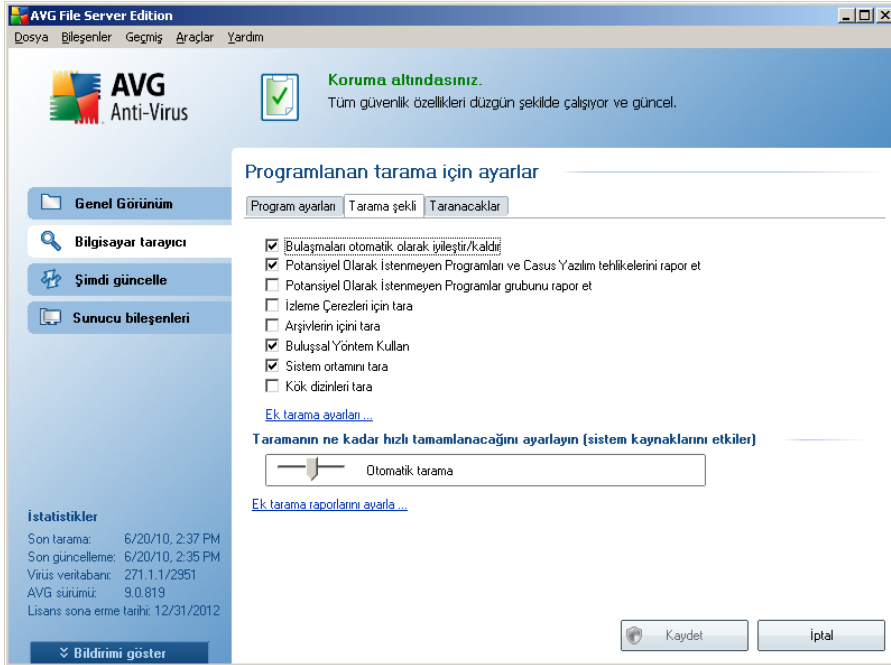 AVG File Server Edition
Dosya Bileşenler Geçmiş Araçlar Yardım
AVG
Anti-Virus
Koruma altındasınız.
Tüm güvenlik özellikleri düzgün şekilde çalışıyor ve güncel.
Genel Görünüm
Bilgisayar tarayıcı
Şimdi güncelle
Sunucu bileşenleri
Programlanan tarama için ayarlar
Program ayarları Tarama şekli Taranacaklar
Bulaşmaları otomatik olarak iyileştir/kaldır
Potansiyel Olarak İstenmeyen Programları ve Casus Yazılım tehlikelerini rapor et
Potansiyel Olarak İstenmeyen Programlar grubunu rapor et
İzleme Çerezleri için tara
Arşivlerin içini tara
Buluşsal Yöntem Kullan
Sistem ortamını tara
Kök dizinleri tara
Ek tarama ayarları ...
Taramanın ne kadar hızlı tamamlanacağını ayarlayın (sistem kaynaklarını etkiler)
Otomatik tarama
Ek tarama raporlarını ayarla ...
İstatistikler
Son tarama: 6/20/10, 2:37 PM
Son güncelleme: 6/20/10, 2:35 PM
Virüs veritabanı: 271.1.1/2951
AVG sürümü: 9.0.819
Lisans sona erme tarihi: 12/31/2012
Bildirimi göster
Kaydet İptal